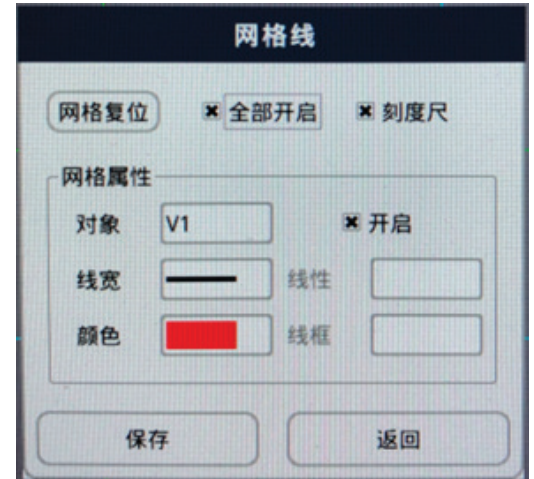 网格线
网格复位 全部开启 刻度尺
网格属性
对象 V1 开启
线宽 线性
颜色 线框
保存 返回